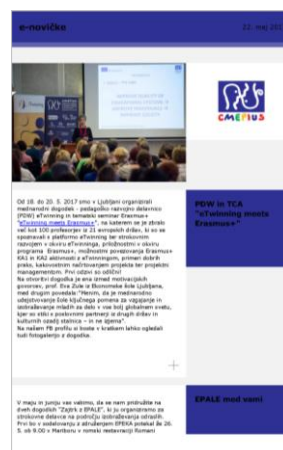 e-novičke
22. maj 201
CMEPIUS
Od 18. do 20. 5. 2017 smo v Ljubljani organizirali
mednarodni dogodek - pedagoško razvojno delavnico
(PDW) eTwinning in tematski seminar Erasmus+
"eTwinning meets Erasmus+", na katerem se je zbralo
več kot 100 profesorjev iz 21 evropskih držav, ki so se
spoznavali s platformo eTwinning ter strokovnim
razvojem v okviru eTwinninga, priložnostmi v okviru
programa Erasmus+, možnostmi povezovanja Erasmus+
KA1 in KA2 aktivnosti z eTwinningom, primeri dobrih
praks, kakovostnim načrtovanjem projekta ter projektni
managementom. Prvi odzivi so odlični!
Na otvoritvi dogodka je ena izmed motivacijskih
govorcev, prof. Eva Žule iz Ekonomske šole Ljubljana,
med drugim povedala:"Menim, da je mednarodno
udejstvovanje šole ključnega pomena za vzgajanje in
izobraževanje mladih za delo v vse bolj globalnem svetu,
kjer so stiki s poslovnimi partnerji iz drugih držav in
kulturnih ozadij stalnica – in ne izjema".
Na našem FB profilu si boste v kratkem lahko ogledali
tudi fotogalerijo z dogodka.
PDW in TCA
"eTwinning meets
Erasmus+"
V maju in juniju vas vabimo, da se nam pridružite na
dveh dogodkih "Zajtrk z EPALE", ki ju organiziramo za
strokovne delavce na področju izobraževanja odraslih.
Prvi bo v sodelovanju z združenjem EPEKA potekal že 26.
5. ob 9.00 v Mariboru v romski restavraciji Romani
EPALE med vami